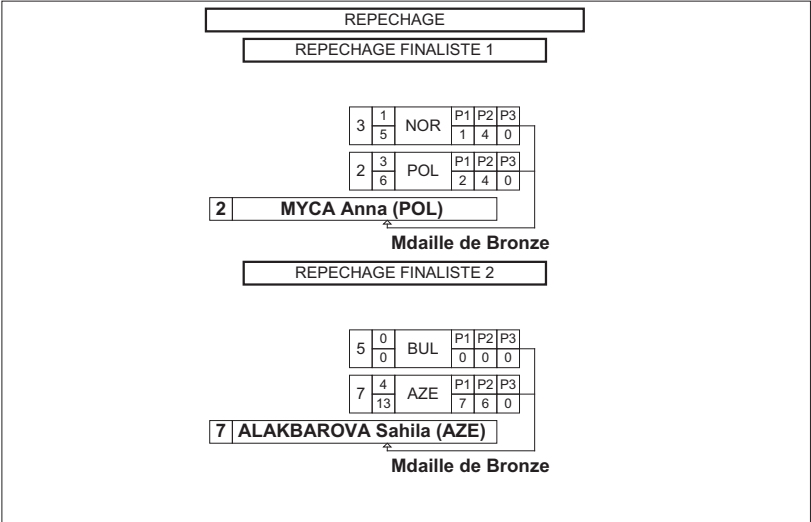 REPECHAGE
REPECHAGE FINALISTE 1
3 1 NOR P1 P2 P3
5 1 4 0
2 3 POL P1 P2 P3
6 2 4 0
2 MYCA Anna (POL)
Mdaille de Bronze
REPECHAGE FINALISTE 2
5 0 BUL P1 P2 P3
0 0 0 0
7 4 AZE P1 P2 P3
13 7 6 0
7 ALAKBAROVA Sahila (AZE)
Mdaille de Bronze